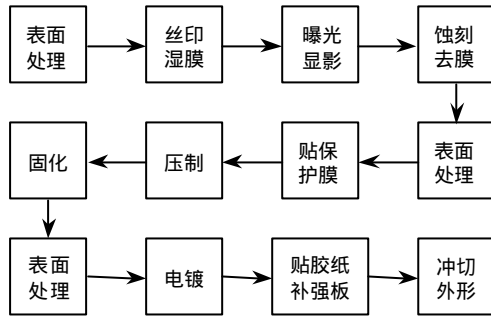 表面
处理
丝印
湿膜
曝光
显影
蚀刻
去膜
表面
处理
贴保
护膜
压制
固化
表面
处理
电镀
贴胶纸
补强板
冲切
外形